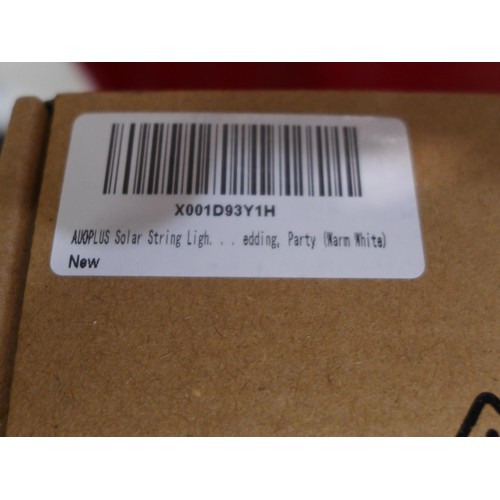 X001D93Y1H
AUOPLUS Solar String Ligh. . . edding, Party (Warm White)
New